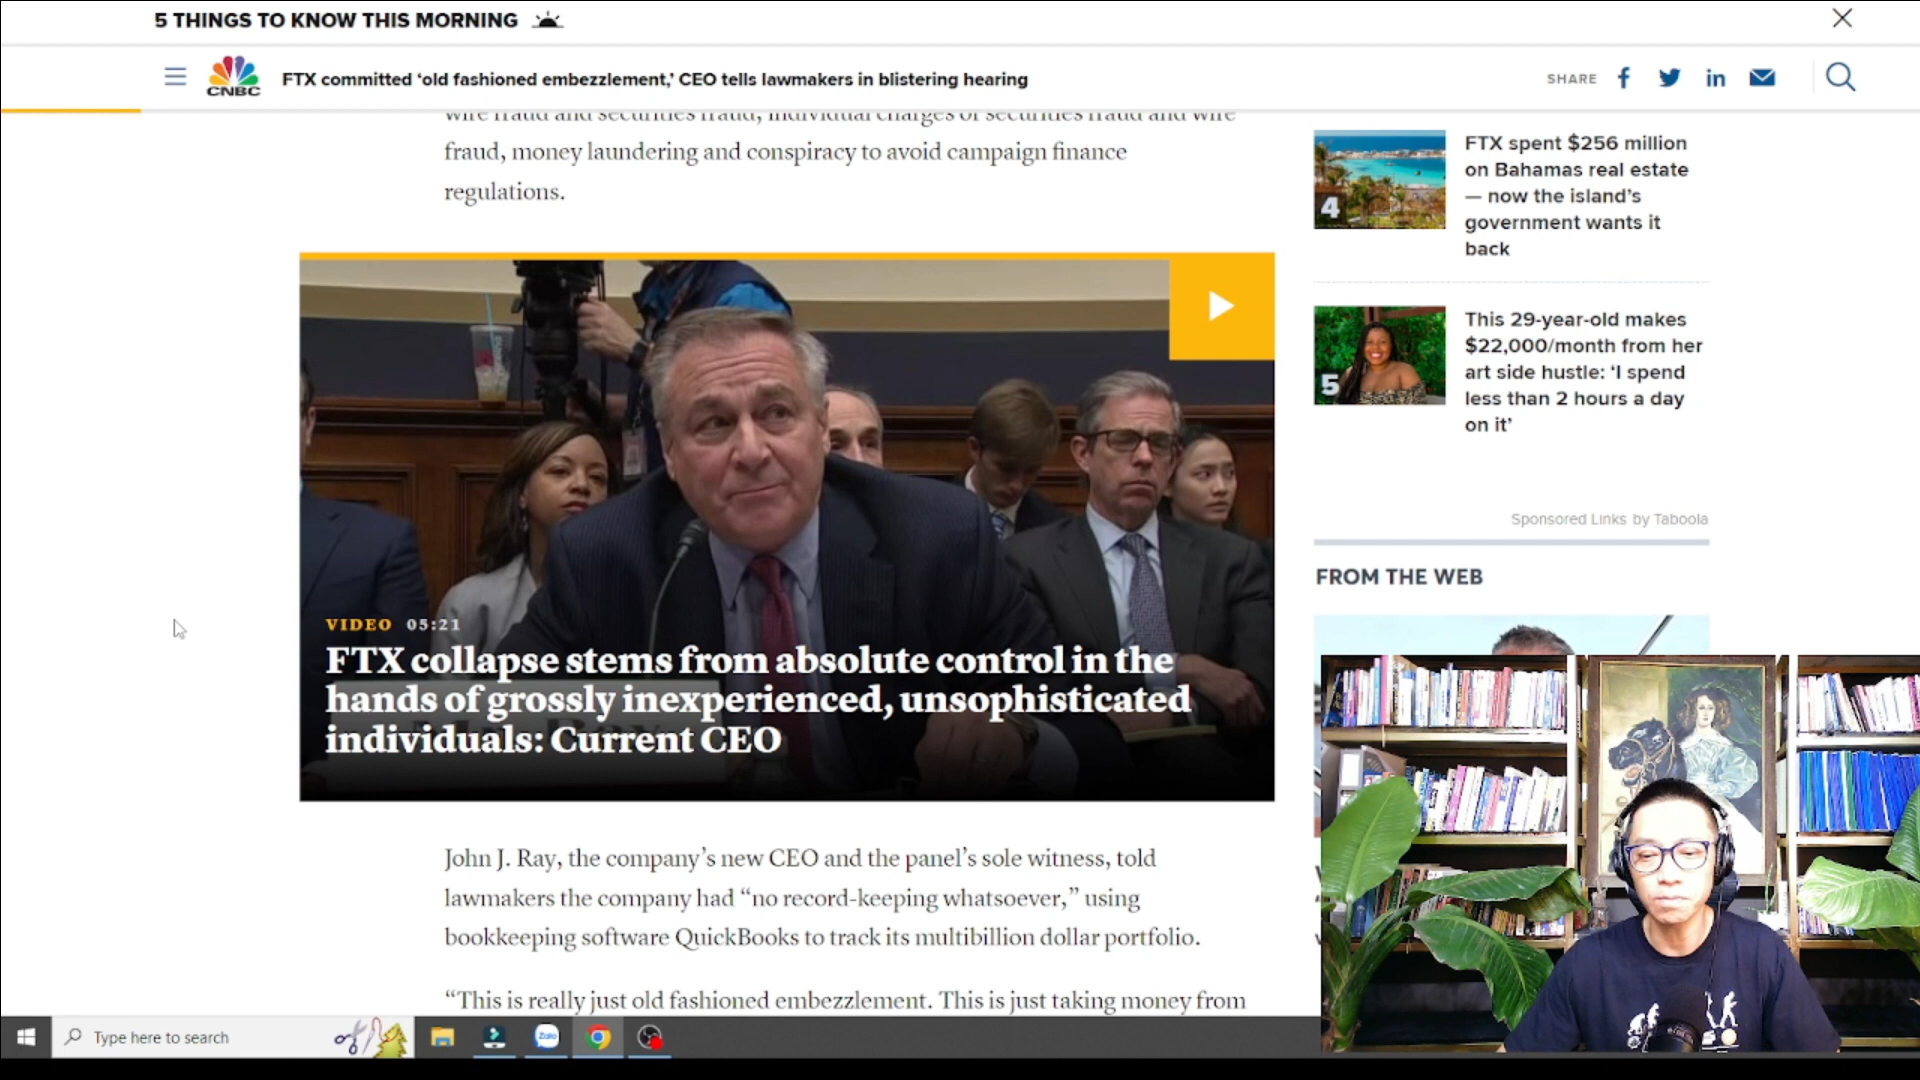 5 THINGS TO KNOW THIS MORNING
CNBC
FTX committed ‘old fashioned embezzlement,’ CEO tells lawmakers in blistering hearing
SHARE
wire fraud and securities fraud, individual charges of securities fraud and wire
fraud, money laundering and conspiracy to avoid campaign finance
regulations.
VIDEO 05:21
FTX collapse stems from absolute control in the
hands of grossly inexperienced, unsophisticated
individuals: Current CEO
John J. Ray, the company’s new CEO and the panel’s sole witness, told
lawmakers the company had “no record-keeping whatsoever,” using
bookkeeping software QuickBooks to track its multibillion dollar portfolio.
“This is really just old fashioned embezzlement. This is just taking money from
4
FTX spent $256 million
on Bahamas real estate
— now the island’s
government wants it
back
5
This 29-year-old makes
$22,000/month from her
art side hustle: ‘I spend
less than 2 hours a day
on it’
Sponsored Links by Taboola
FROM THE WEB
Type here to search
Zalo